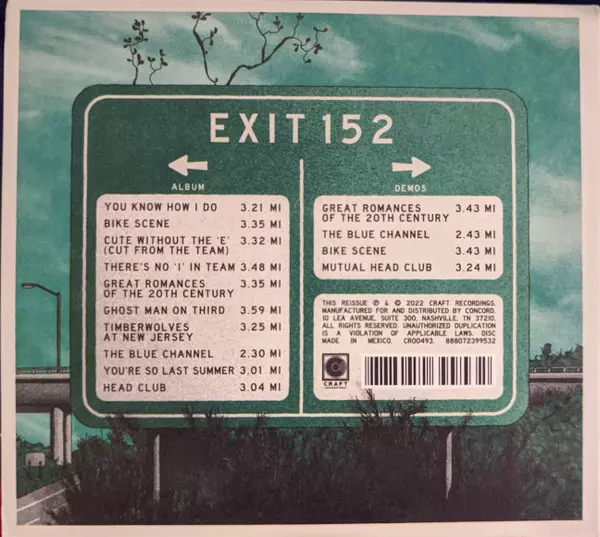 EXIT 152
ALBUM
YOU KNOW HOW I DO 3.21 MI
BIKE SCENE 3.35 MI
CUTE WITHOUT THE 'E' 3.32 MI
(CUT FROM THE TEAM)
THERE'S NO 'I' IN TEAM 3.48 MI
GREAT ROMANCES 3.35 MI
OF THE 20TH CENTURY
GHOST MAN ON THIRD 3.59 MI
TIMBERWOLVES 3.25 MI
AT NEW JERSEY
THE BLUE CHANNEL 2.30 MI
YOU'RE SO LAST SUMMER 3.01 MI
HEAD CLUB 3.04 MI
DEMOS
GREAT ROMANCES 3.43 MI
OF THE 20TH CENTURY
THE BLUE CHANNEL 2.43 MI
BIKE SCENE 3.43 MI
MUTUAL HEAD CLUB 3.24 MI
THIS REISSUE ℗ & © 2022 CRAFT RECORDINGS.
MANUFACTURED FOR AND DISTRIBUTED BY CONCORD.
10 LEA AVENUE, SUITE 300, NASHVILLE, TN 37210.
ALL RIGHTS RESERVED. UNAUTHORIZED DUPLICATION
IS A VIOLATION OF APPLICABLE LAWS. DISC
MADE IN MEXICO. CR00493. 888072399532
CRAFT